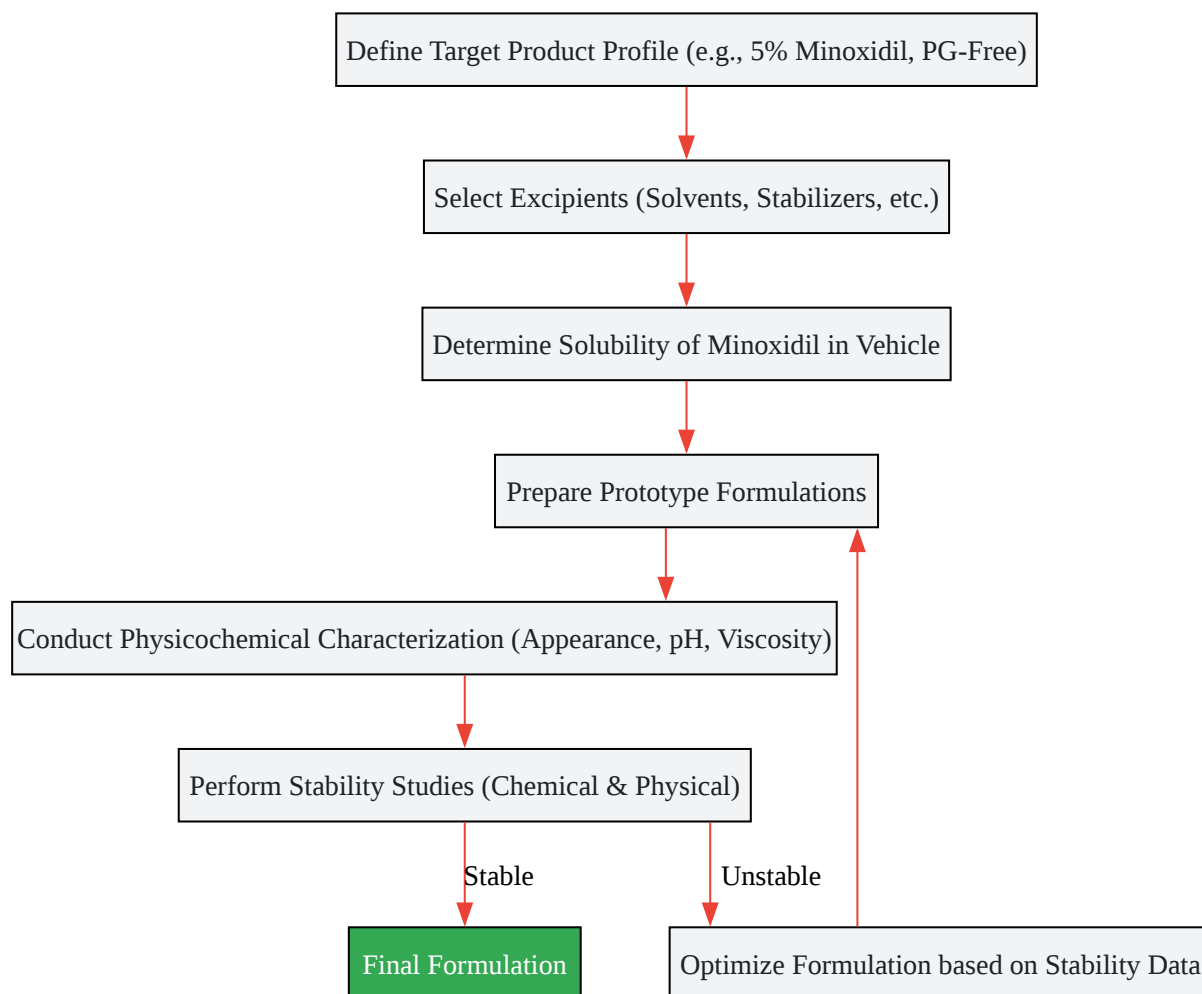 Define Target Product Profile (e.g., 5% Minoxidil, PG-Free)
Select Excipients (Solvents, Stabilizers, etc.)
Determine Solubility of Minoxidil in Vehicle
Prepare Prototype Formulations
Conduct Physicochemical Characterization (Appearance, pH, Viscosity)
Perform Stability Studies (Chemical & Physical)
Stable
Unstable
Final Formulation
Optimize Formulation based on Stability Data